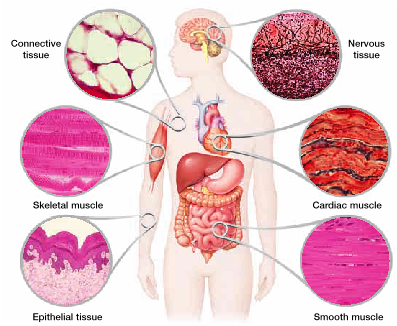 Connective
tissue
Nervous
tissue
Skeletal muscle
Cardiac muscle
Epithelial tissue
Smooth muscle